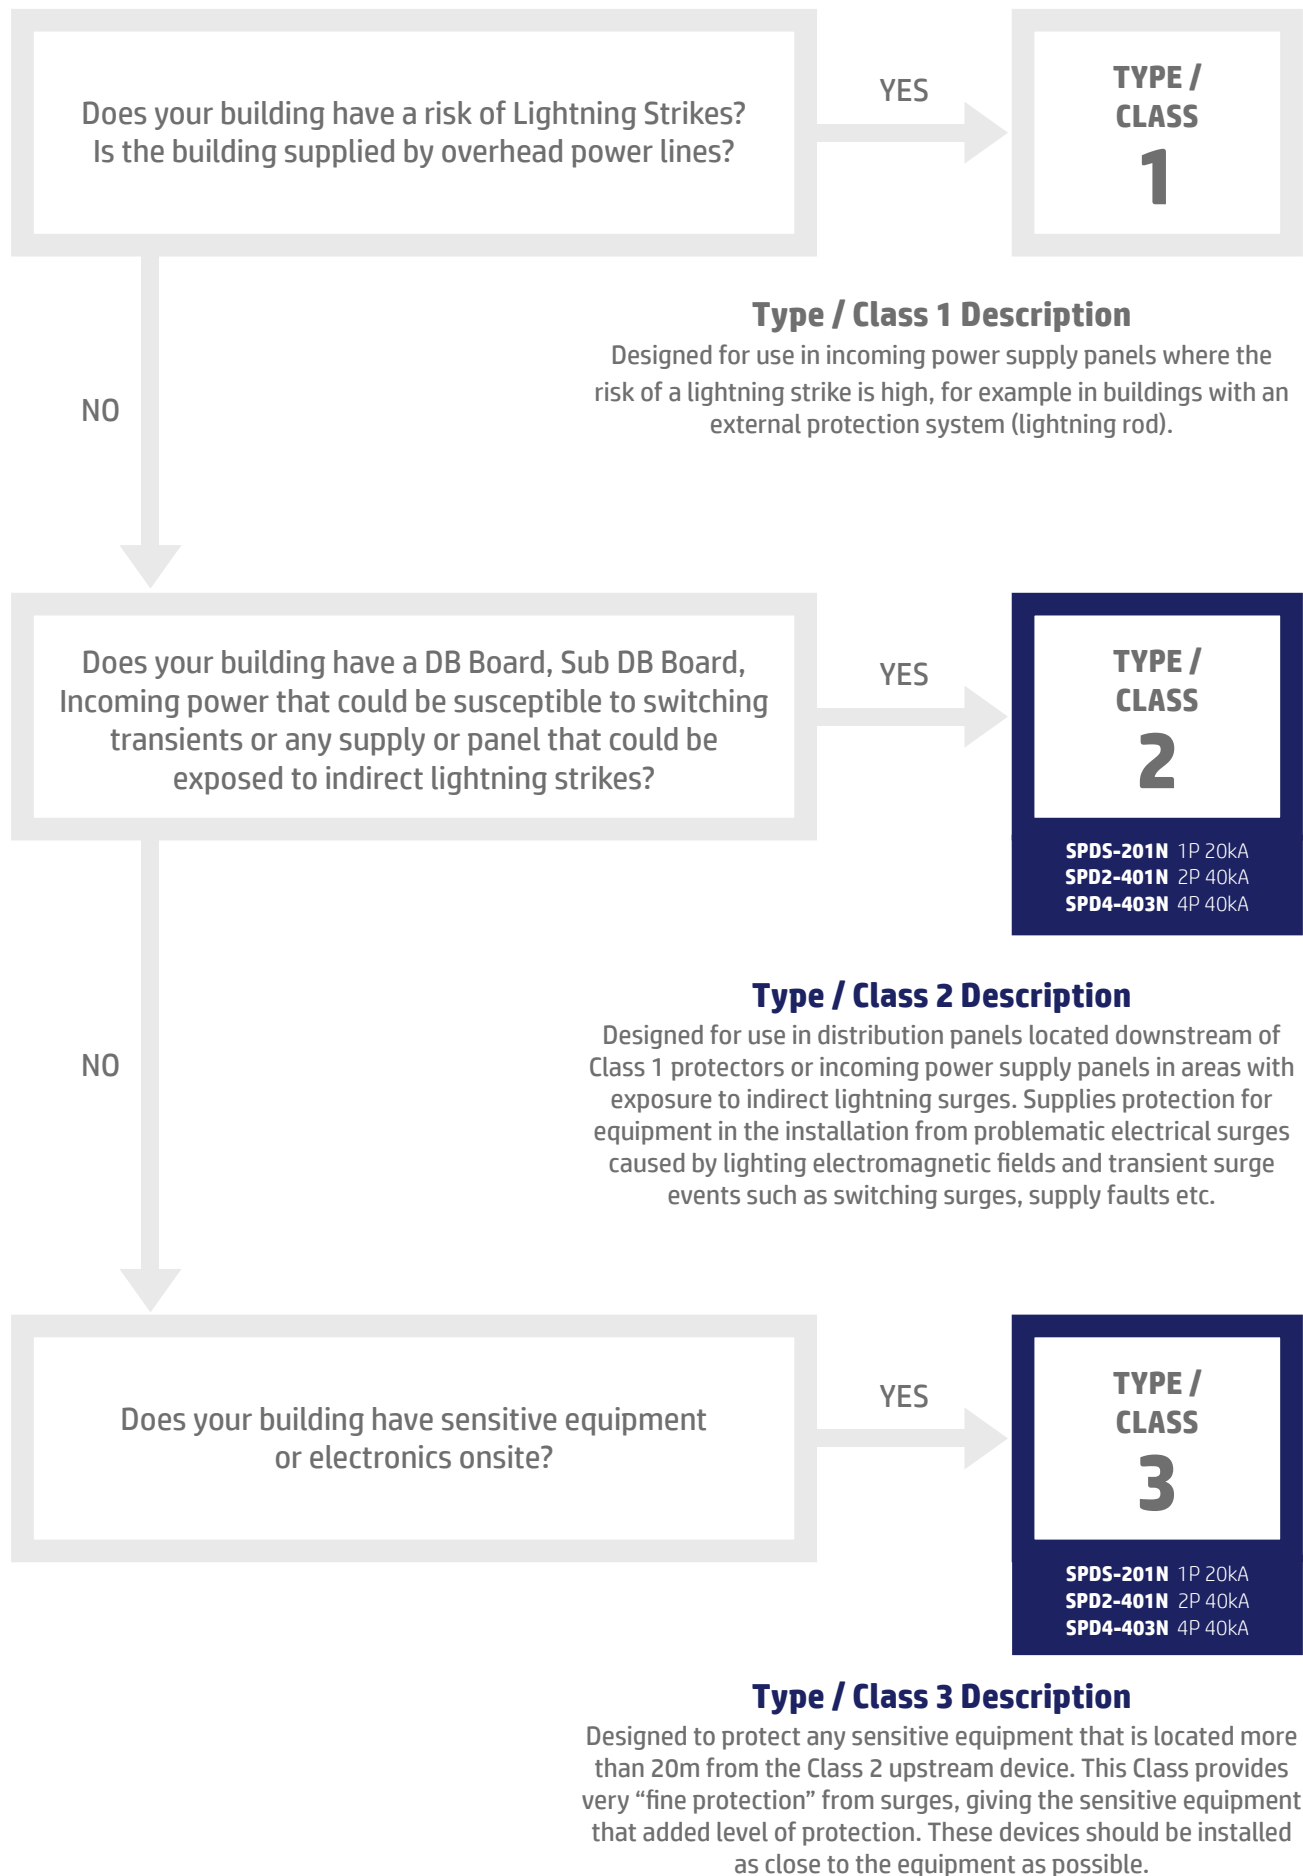 Does your building have a risk of Lightning Strikes?
Is the building supplied by overhead power lines?
YES
TYPE /
CLASS
1
Type / Class 1 Description
Designed for use in incoming power supply panels where the
risk of a lightning strike is high, for example in buildings with an
external protection system (lightning rod).
NO
Does your building have a DB Board, Sub DB Board,
Incoming power that could be susceptible to switching
transients or any supply or panel that could be
exposed to indirect lightning strikes?
YES
TYPE /
CLASS
2
SPDS-201N 1P 20kA
SPD2-401N 2P 40kA
SPD4-403N 4P 40kA
Type / Class 2 Description
Designed for use in distribution panels located downstream of
Class 1 protectors or incoming power supply panels in areas with
exposure to indirect lightning surges. Supplies protection for
equipment in the installation from problematic electrical surges
caused by lighting electromagnetic fields and transient surge
events such as switching surges, supply faults etc.
NO
Does your building have sensitive equipment
or electronics onsite?
YES
TYPE /
CLASS
3
SPDS-201N 1P 20kA
SPD2-401N 2P 40kA
SPD4-403N 4P 40kA
Type / Class 3 Description
Designed to protect any sensitive equipment that is located more
than 20m from the Class 2 upstream device. This Class provides
very “fine protection” from surges, giving the sensitive equipment
that added level of protection. These devices should be installed
as close to the equipment as possible.